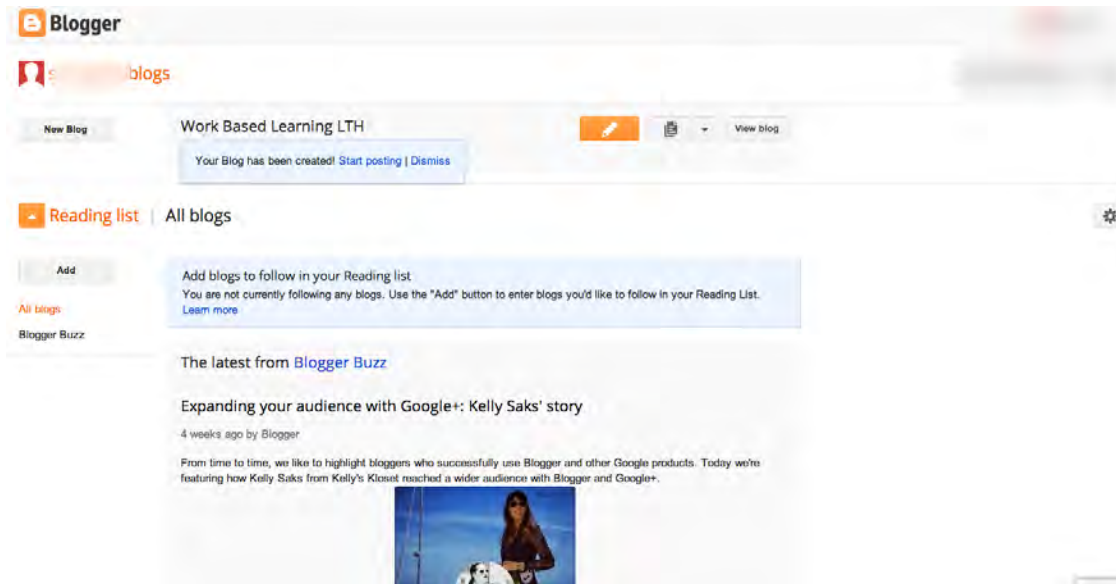 Blogger
blogs
New Blog
Work Based Learning LTH
View blog
Your Blog has been created! Start posting | Dismiss
Reading list | All blogs
Add
Add blogs to follow in your Reading list
You are not currently following any blogs. Use the "Add" button to enter blogs you'd like to follow in your Reading List.
Learn more
All blogs
Blogger Buzz
The latest from Blogger Buzz
Expanding your audience with Google+: Kelly Saks' story
4 weeks ago by Blogger
From time to time, we like to highlight bloggers who successfully use Blogger and other Google products. Today we're
featuring how Kelly Saks from Kelly's Kloset reached a wider audience with Blogger and Google+.